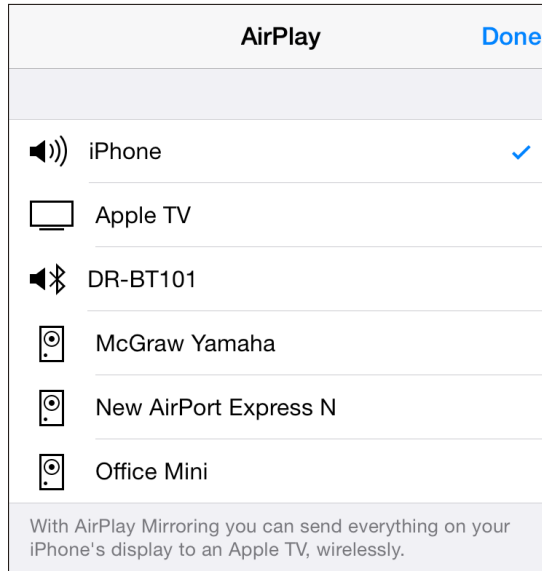 AirPlay Done
iPhone
Apple TV
DR-BT101
McGraw Yamaha
New AirPort Express N
Office Mini
With AirPlay Mirroring you can send everything on your
iPhone's display to an Apple TV, wirelessly.